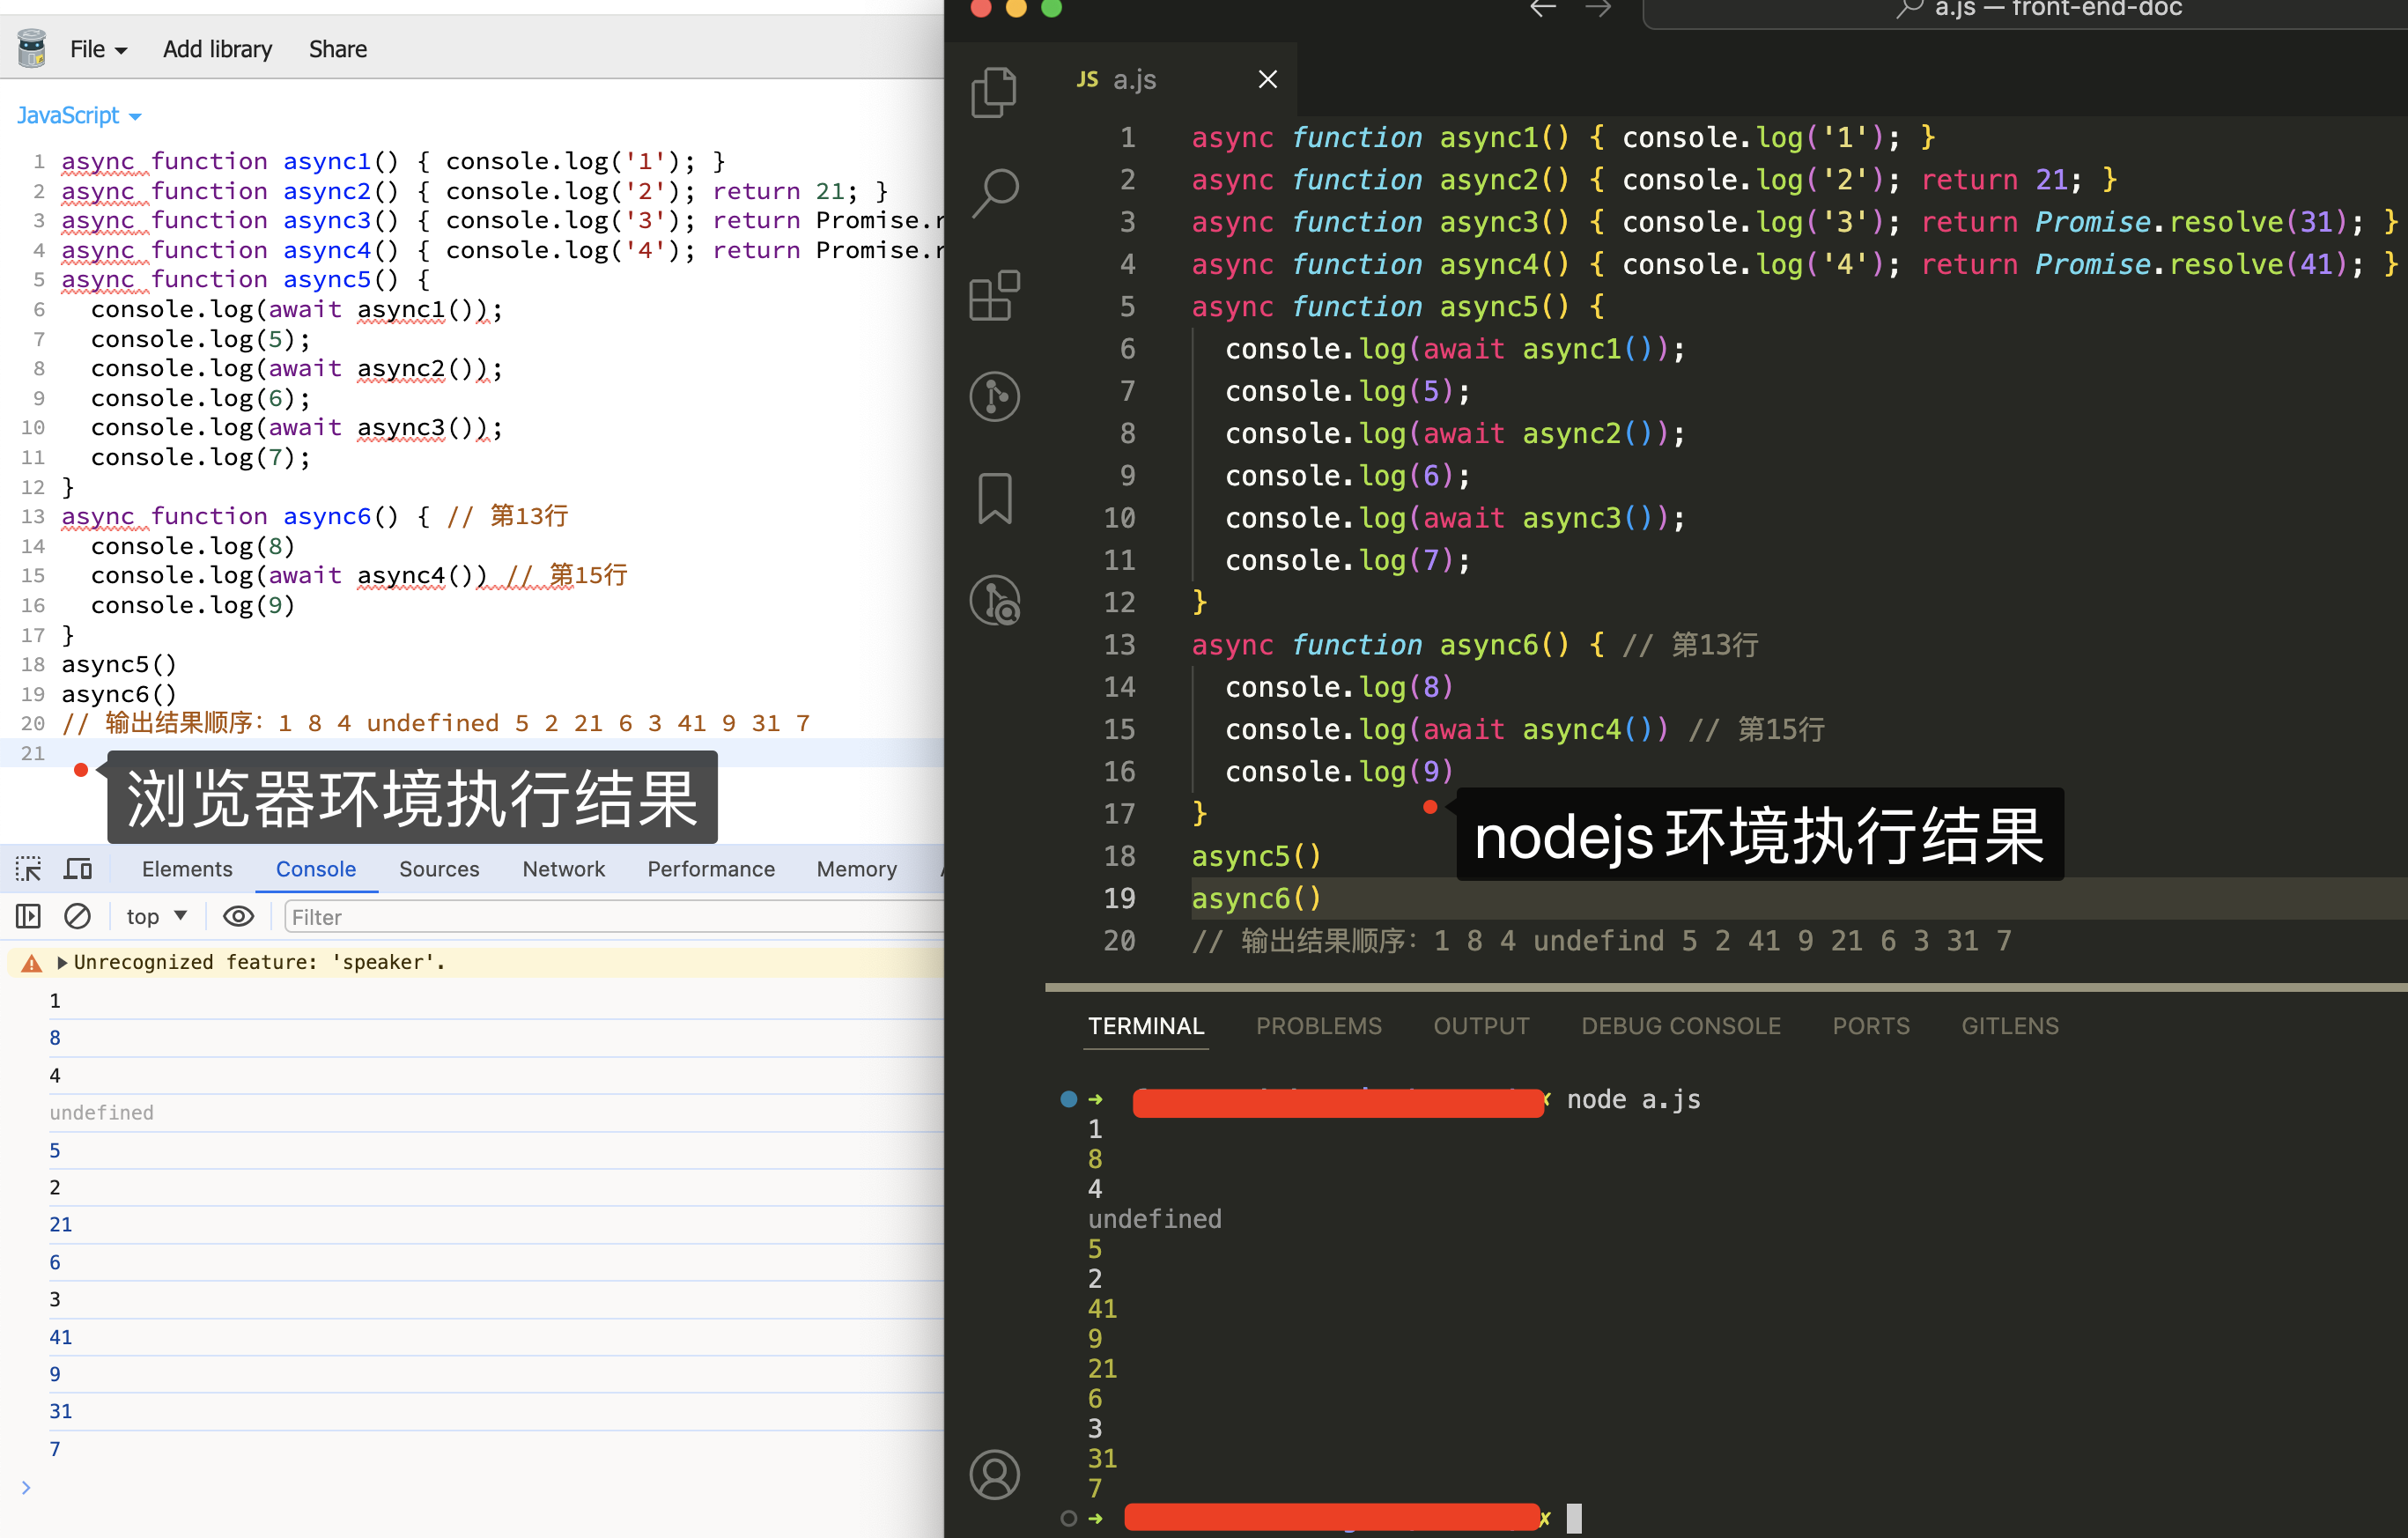 File
Add library
Share
JavaScript
1 async function async1() { console.log('1'); }
2 async function async2() { console.log('2'); return 21; }
3 async function async3() { console.log('3'); return Promise.r
4 async function async4() { console.log('4'); return Promise.r
5 async function async5() {
6 console.log(await async1());
7 console.log(5);
8 console.log(await async2());
9 console.log(6);
10 console.log(await async3());
11 console.log(7);
12 }
13 async function async6() { // 第13行
14 console.log(8)
15 console.log(await async4()) // 第15行
16 console.log(9)
17 }
18 async5()
19 async6()
20 // 输出结果顺序: 1 8 4 undefined 5 2 21 6 3 41 9 31 7
21
浏览器环境执行结果
Elements Console Sources Network Performance Memory
top Filter
Unrecognized feature: 'speaker'.
1
8
4
undefined
5
2
21
6
3
41
9
31
7
a.js — front-end-doc
JS a.js
1 async function async1() { console.log('1'); }
2 async function async2() { console.log('2'); return 21; }
3 async function async3() { console.log('3'); return Promise.resolve(31); }
4 async function async4() { console.log('4'); return Promise.resolve(41); }
5 async function async5() {
6 console.log(await async1());
7 console.log(5);
8 console.log(await async2());
9 console.log(6);
10 console.log(await async3());
11 console.log(7);
12 }
13 async function async6() { // 第13行
14 console.log(8)
15 console.log(await async4()) // 第15行
16 console.log(9)
17 }
nodejs环境执行结果
18 async5()
19 async6()
20 // 输出结果顺序: 1 8 4 undefind 5 2 41 9 21 6 3 31 7
TERMINAL PROBLEMS OUTPUT DEBUG CONSOLE PORTS GITLENS
➜ ✗ node a.js
1
8
4
undefined
5
2
41
9
21
6
3
31
7
➜ ✗